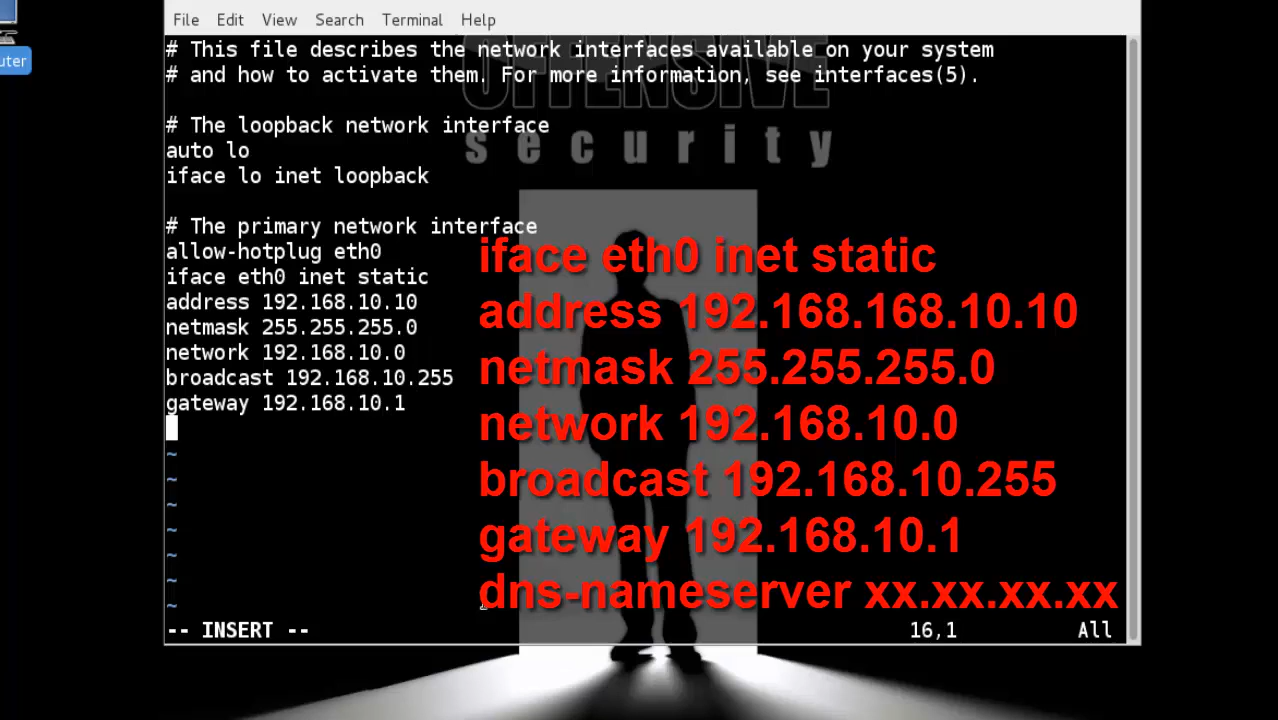 File Edit View Search Terminal Help
uter
# This file describes the network interfaces available on your system
# and how to activate them. For more information, see interfaces(5).
OFFENSIVE
security
# The loopback network interface
auto lo
iface lo inet loopback
# The primary network interface
allow-hotplug eth0
iface eth0 inet static
address 192.168.10.10
netmask 255.255.255.0
network 192.168.10.0
broadcast 192.168.10.255
gateway 192.168.10.1
~
~
~
~
~
~
~
iface eth0 inet static
address 192.168.168.10.10
netmask 255.255.255.0
network 192.168.10.0
broadcast 192.168.10.255
gateway 192.168.10.1
dns-nameserver xx.xx.xx.xx
-- INSERT -- 16,1 All